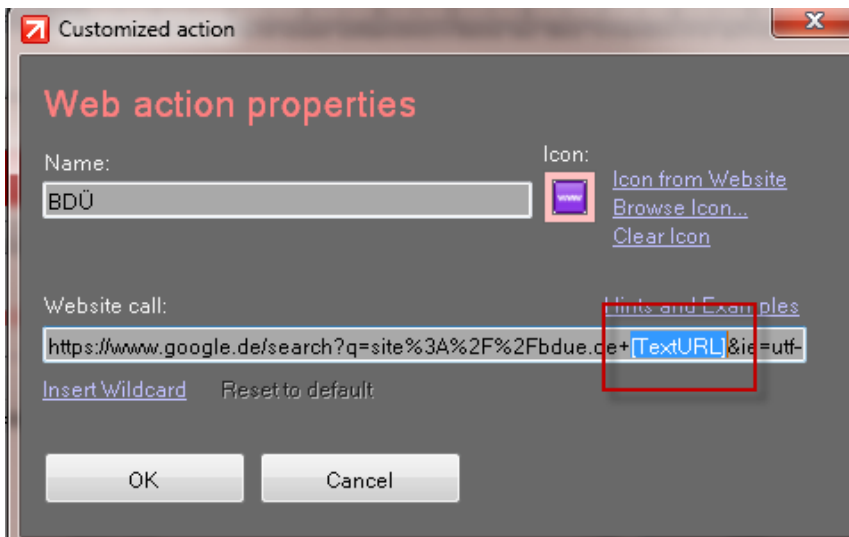 Customized action
Web action properties
Name:
Icon:
BDÜ
www
Icon from Website
Browse Icon...
Clear Icon
Website call:
Hints and Examples
https://www.google.de/search?q=site%3A%2F%2Fbdue.de+[TextURL]&ie=utf-
Insert Wildcard
Reset to default
OK
Cancel